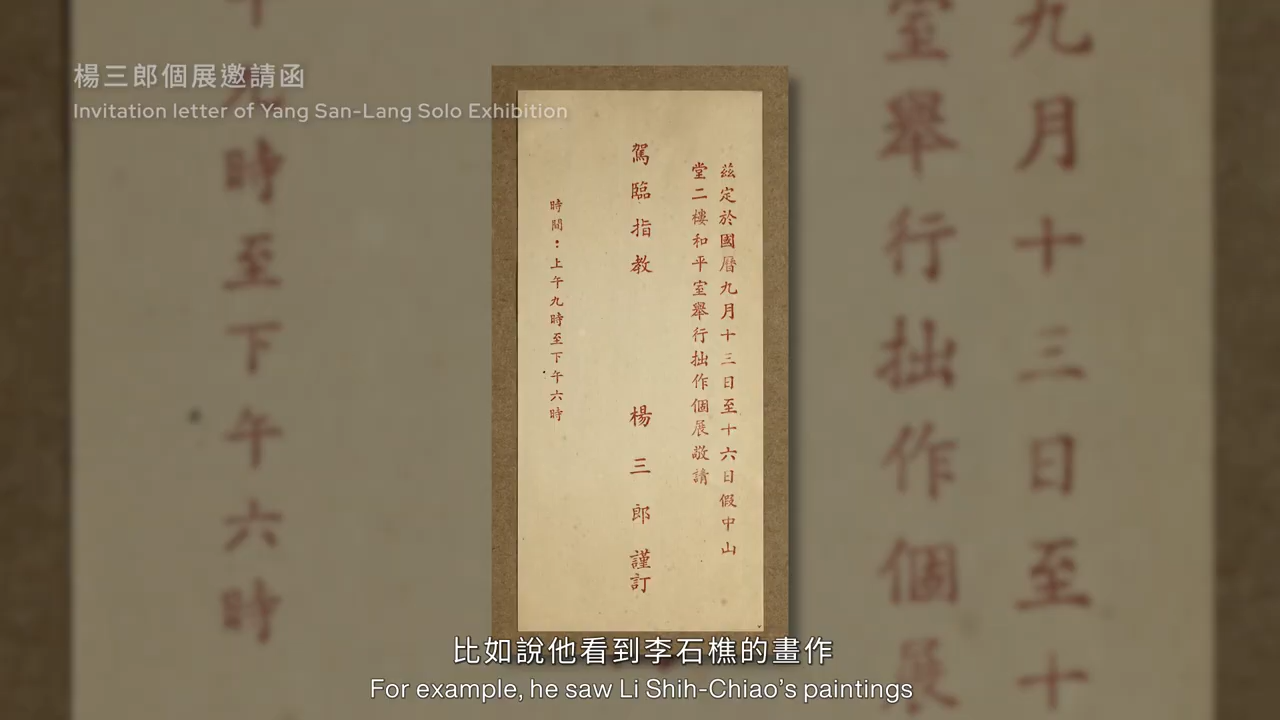 楊三郎個展邀請函
Invitation letter of Yang San-Lang Solo Exhibition
茲定於國曆九月十三日至十六日假中山
堂二樓和平室舉行拙作個展敬請
駕臨指教
楊三郎 謹訂
時間：上午九時至下午六時
比如說他看到李石樵的畫作
For example, he saw Li Shih-Chiao's paintings